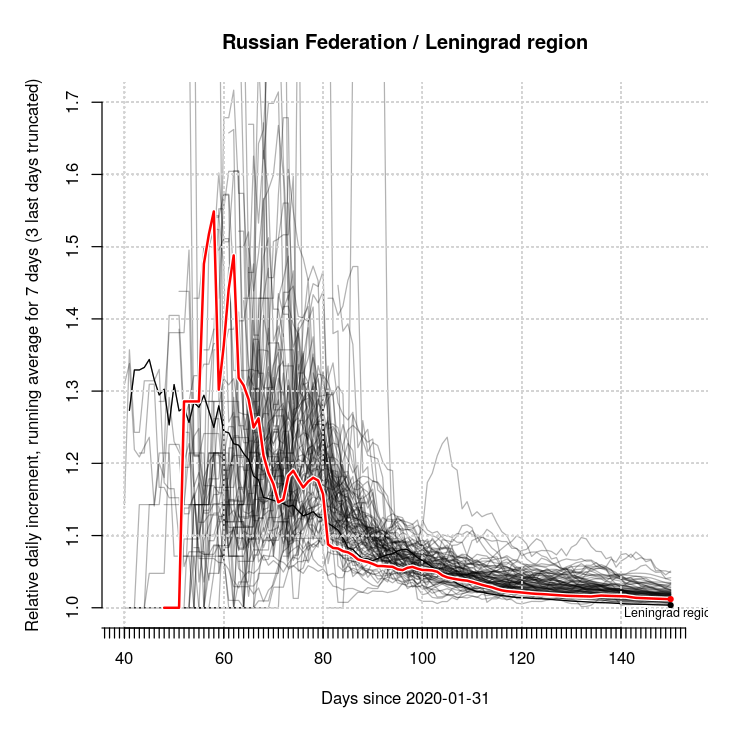 Russian Federation / Leningrad region
Relative daily increment, running average for 7 days (3 last days truncated)
1.7
1.6
1.5
1.4
1.3
1.2
1.1
1.0
Leningrad regic
40 60 80 100 120 140
Days since 2020-01-31